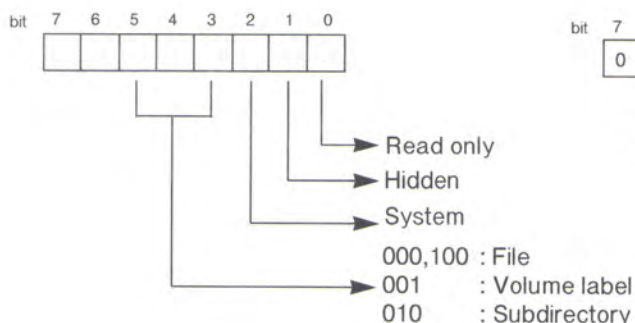 bit 7 6 5 4 3 2 1 0
bit 7
0
Read only
Hidden
System
000,100 : File
001 : Volume label
010 : Subdirectory